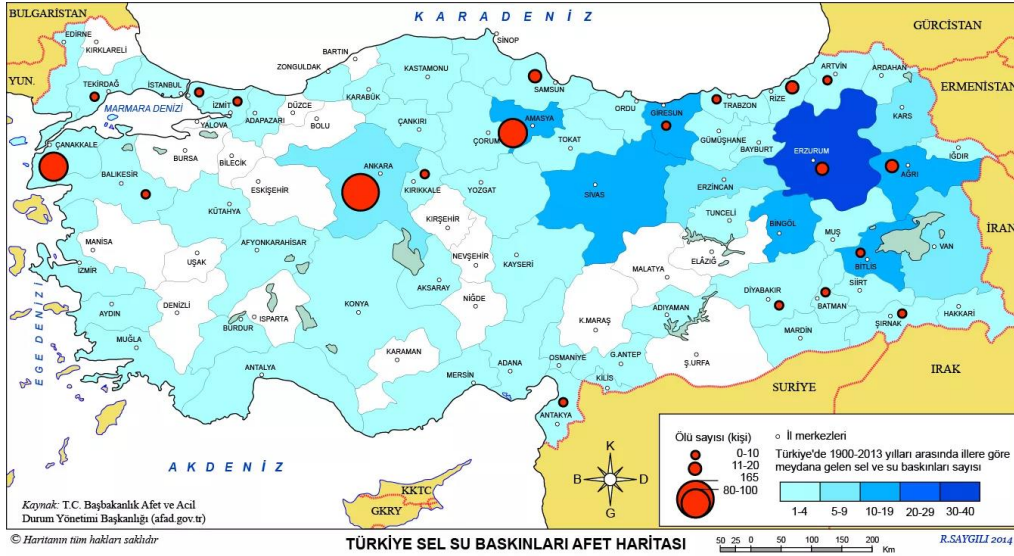 BULGARİSTAN
KARADENİZ
GÜRCİSTAN
EDİRNE
KIRKLARELİ
YUN.
TEKİRDAĞ
İSTANBUL
MARMARA DENİZİ
İZMİT
YALOVA
ADAPAZARI
DÜZCE
BOLU
ZONGULDAK
BARTIN
KARABÜK
KASTAMONU
SİNOP
SAMSUN
ORDU
GİRESUN
TRABZON
RİZE
ARTVİN
ARDAHAN
ERMENİSTAN
KARS
ÇANAKKALE
BALIKESİR
BURSA
BİLECİK
ESKİŞEHİR
KÜTAHYA
ANKARA
ÇANKIRI
KIRIKKALE
ÇORUM
AMASYA
TOKAT
YOZGAT
SİVAS
GÜMÜŞHANE
BAYBURT
ERZİNCAN
ERZURUM
AĞRI
IĞDIR
İRAN
TUNCELİ
BİNGÖL
MUŞ
BİTLİS
VAN
MANİSA
İZMİR
UŞAK
AFYONKARAHİSAR
KIRŞEHİR
NEVŞEHİR
KAYSERİ
AKSARAY
NİĞDE
MALATYA
ELAZIĞ
DİYABAKIR
BATMAN
SİİRT
ŞIRNAK
HAKKARİ
MARDİN
EGEDENİZİ
AYDIN
DENİZLİ
MUĞLA
BURDUR
ISPARTA
KONYA
KARAMAN
ANTALYA
MERSİN
ADANA
OSMANİYE
K.MARAŞ
ADIYAMAN
G.ANTEP
KİLİS
Ş.URFA
ANTAKYA
SURİYE
IRAK
AKDENİZ
KKTC
GKRY
K
B
D
G
Ölü sayısı (kişi)
0-10
11-20
165
80-100
İl merkezleri
Türkiye'de 1900-2013 yılları arasında illere göre
meydana gelen sel ve su baskınları sayısı
1-4
5-9
10-19
20-29
30-40
Kaynak: T.C. Başbakanlık Afet ve Acil
Durum Yönetimi Başkanlığı (afad.gov.tr)
© Haritanın tüm hakları saklıdır
TÜRKİYE SEL SU BASKINLARI AFET HARİTASI
50 25 0 50 100 150 200
Km
R.SAYGILI 2014